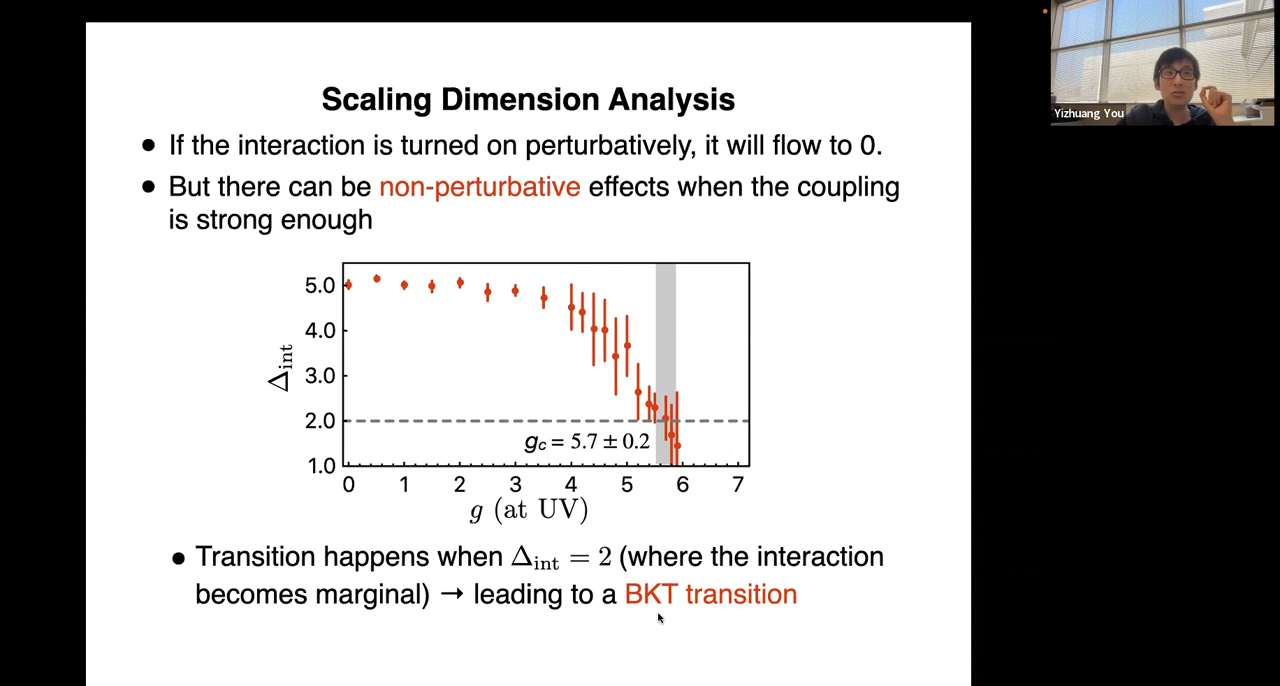 Scaling Dimension Analysis
● If the interaction is turned on perturbatively, it will flow to 0.
● But there can be non-perturbative effects when the coupling
is strong enough
5.0
4.0
3.0
2.0
1.0
Δint
gc = 5.7 ± 0.2
0 1 2 3 4 5 6 7
g (at UV)
● Transition happens when Δint = 2 (where the interaction
becomes marginal) → leading to a BKT transition
Yizhuang You